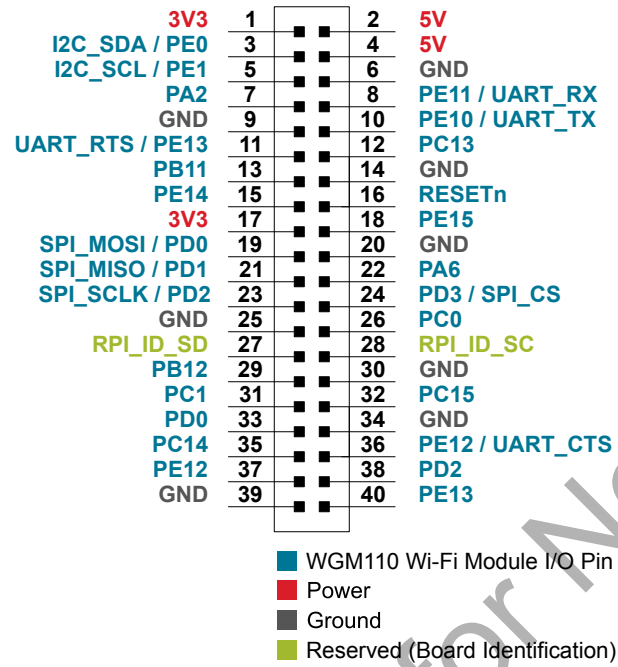 3V3 1 2 5V
I2C_SDA / PE0 3 4 5V
I2C_SCL / PE1 5 6 GND
PA2 7 8 PE11 / UART_RX
GND 9 10 PE10 / UART_TX
UART_RTS / PE13 11 12 PC13
PB11 13 14 GND
PE14 15 16 RESETn
3V3 17 18 PE15
SPI_MOSI / PD0 19 20 GND
SPI_MISO / PD1 21 22 PA6
SPI_SCLK / PD2 23 24 PD3 / SPI_CS
GND 25 26 PC0
RPI_ID_SD 27 28 RPI_ID_SC
PB12 29 30 GND
PC1 31 32 PC15
PD0 33 34 GND
PC14 35 36 PE12 / UART_CTS
PE12 37 38 PD2
GND 39 40 PE13
WGM110 Wi-Fi Module I/O Pin
Power
Ground
Reserved (Board Identification)
for